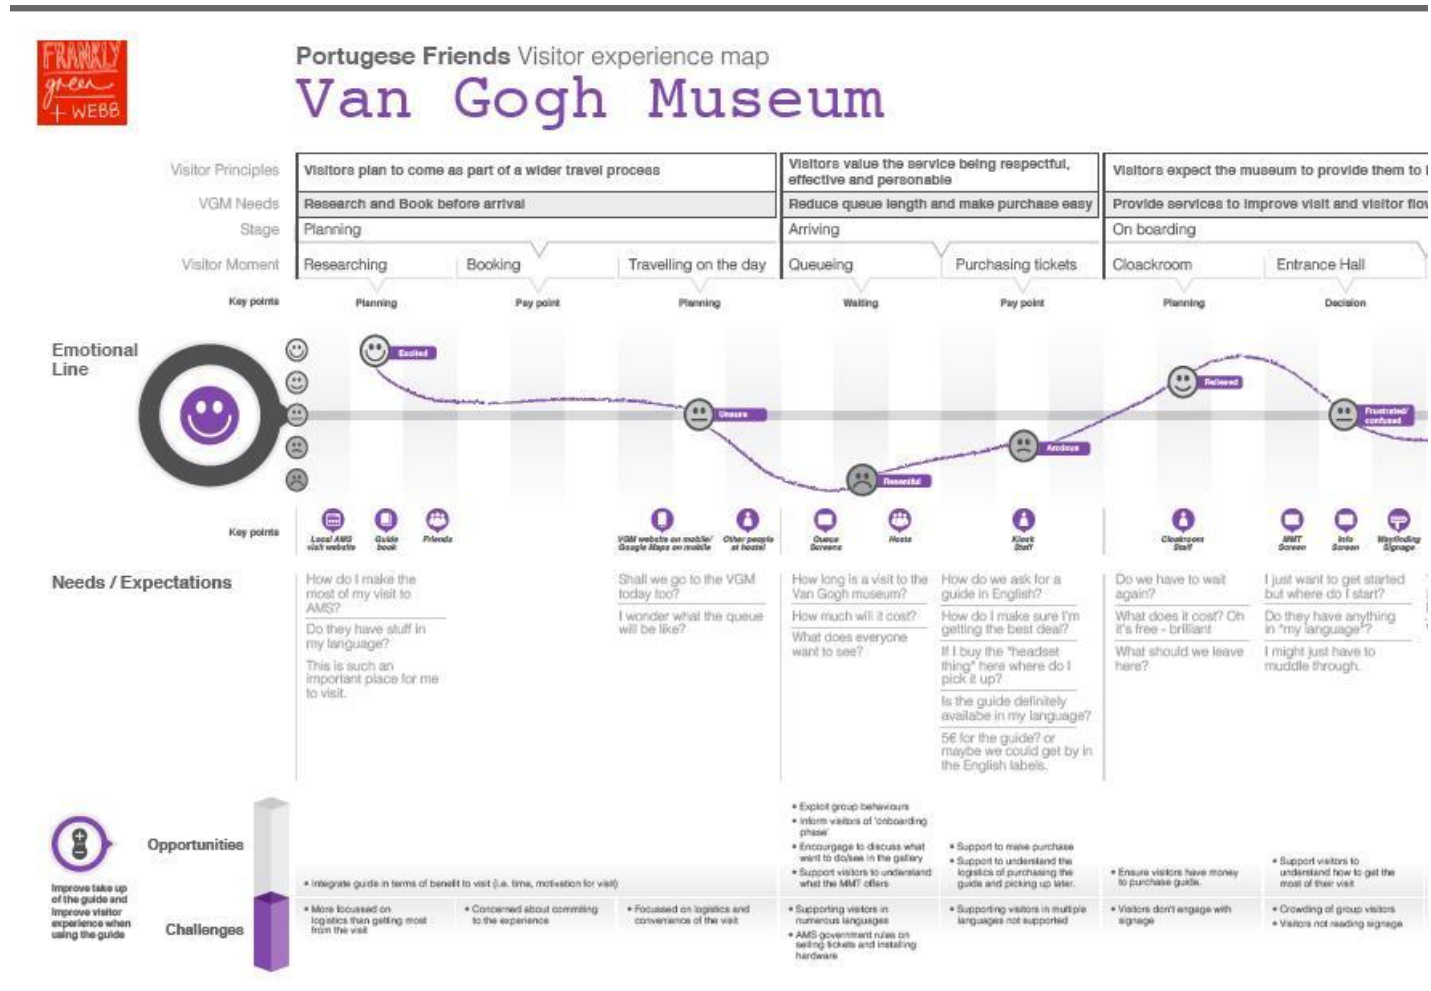 FRANKLY
green
+ WEBB
Portugese Friends Visitor experience map
Van Gogh Museum
Visitor Principles
Visitors plan to come as part of a wider travel process
Visitors value the service being respectful,
effective and personable
Visitors expect the museum to provide them to
VGM Needs
Research and Book before arrival
Reduce queue length and make purchase easy
Provide services to improve visit and visitor flow
Stage
Planning
Arriving
On boarding
Visitor Moment
Researching
Booking
Travelling on the day
Queueing
Purchasing tickets
Cloackroom
Entrance Hall
Key points
Planning
Pay point
Planning
Waiting
Pay point
Planning
Decision
Emotional
Line
Excited
Unsure
Resentful
Anxious
Relieved
Frustrated/
confused
Key points
Local AMS
visit website
Guide
book
Friends
VGM website on mobile/
Google Maps on mobile
Other people
at hostel
Queue
Screens
Hosts
Kiosk
Staff
Cloakroom
Staff
MMT
Screen
Info
Screen
Wayfinding
Signage
Needs / Expectations
How do I make the
most of my visit to
AMS?
Do they have stuff in
my language?
This is such an
important place for me
to visit.
Shall we go to the VGM
today too?
I wonder what the queue
will be like?
How long is a visit to the
Van Gogh museum?
How much will it cost?
What does everyone
want to see?
How do we ask for a
guide in English?
How do I make sure I'm
getting the best deal?
If I buy the "headset
thing" here where do I
pick it up?
Is the guide definitely
availabe in my language?
5€ for the guide? or
maybe we could get by in
the English labels.
Do we have to wait
again?
What does it cost? Oh
it's free - brilliant
What should we leave
here?
I just want to get started
but where do I start?
Do they have anything
in "my language"?
I might just have to
muddle through.
Improve take up
of the guide and
improve visitor
experience when
using the guide
Opportunities
• Integrate guide in terms of benefit to visit (i.e. time, motivation for visit)
• Exploit group behaviours
• Inform visitors of 'onboarding
phase'
• Encourgage to discuss what
want to do/see in the gallery
• Support visitors to understand
what the MMT offers
• Support to make purchase
• Support to understand the
logistics of purchasing the
guide and picking up later.
• Ensure visitors have money
to purchase guide.
• Support visitors to
understand how to get the
most of their visit
Challenges
• More focussed on
logistics than getting most
from the visit
• Concerned about commiting
to the experience
• Focussed on logistics and
convenience of the visit
• Supporting visitors in
numerous languages
• AMS government rules on
selling tickets and installing
hardware
• Supporting visitors in multiple
languages not supported
• Visitors don't engage with
signage
• Crowding of group visitors
• Visitors not reading signage